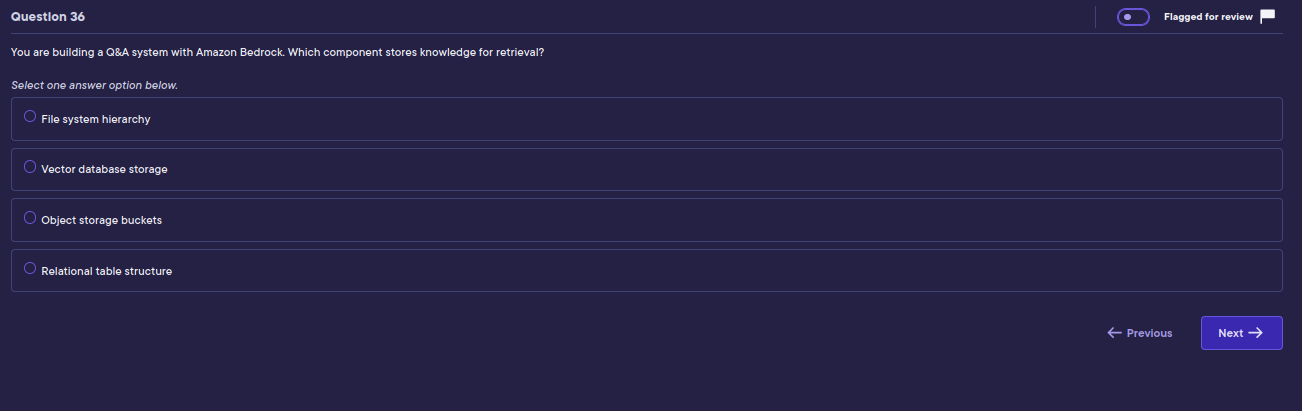 Question 36
Flagged for review
You are building a Q&A system with Amazon Bedrock. Which component stores knowledge for retrieval?
Select one answer option below.
File system hierarchy
Vector database storage
Object storage buckets
Relational table structure
Previous
Next